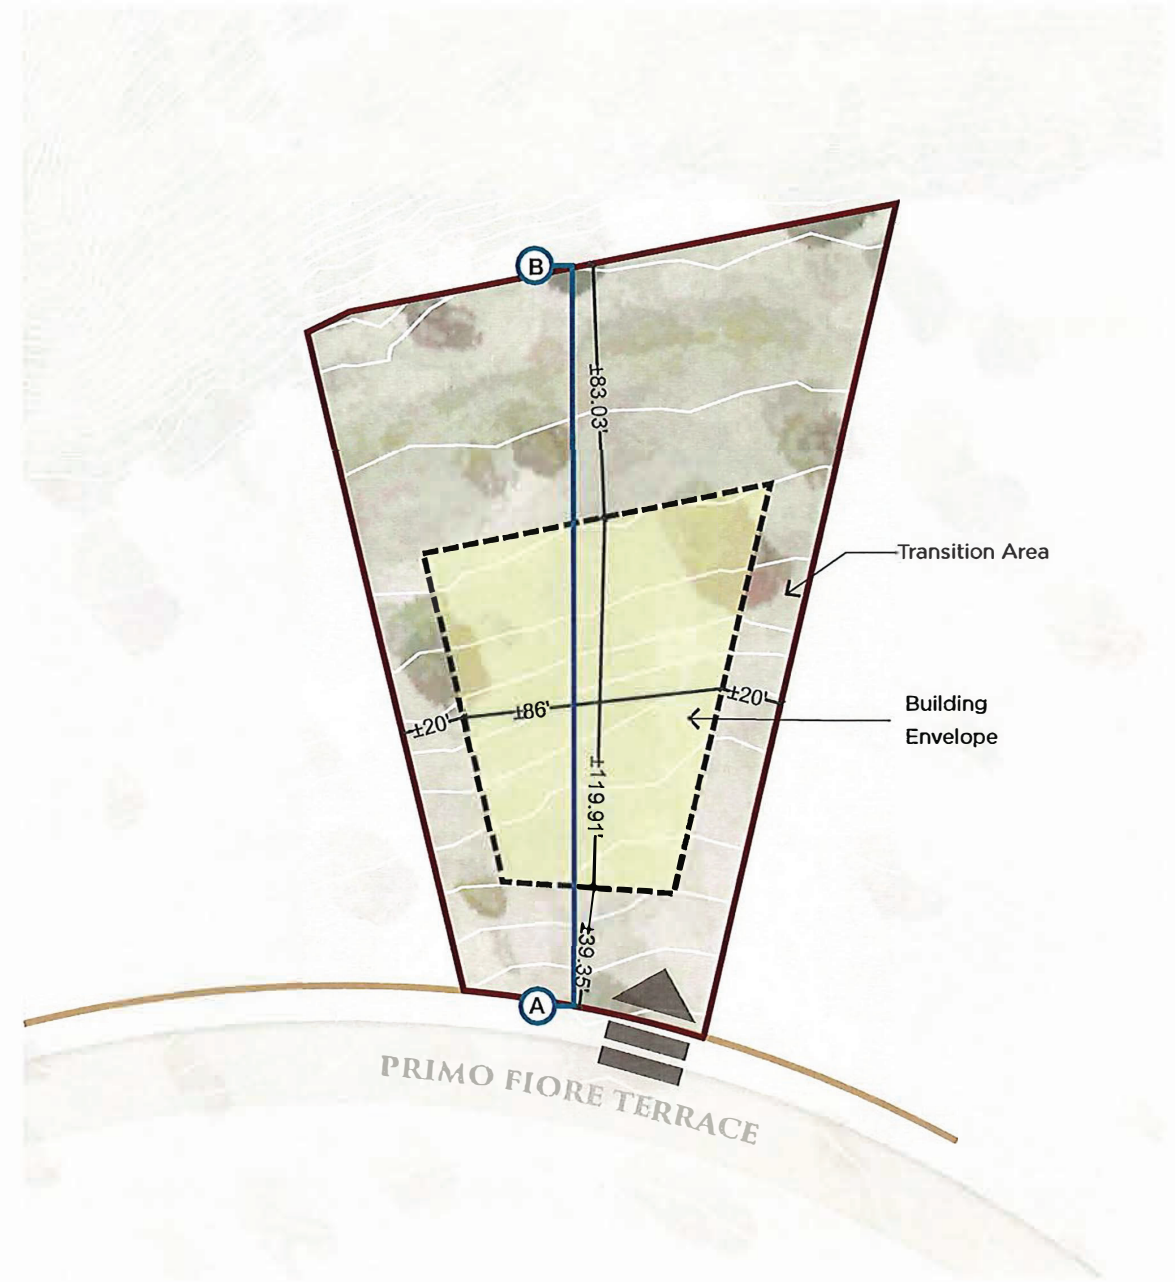 B
±83.03'
Transition Area
±20'
±86'
±20'
Building
Envelope
±119.91'
±39.35'
A
PRIMO FIORE TERRACE